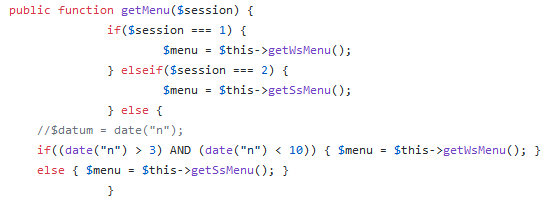 public function getMenu($session) {
if($session === 1) {
$menu = $this->getWsMenu();
} elseif($session === 2) {
$menu = $this->getSsMenu();
} else {
//$datum = date("n");
if((date("n") > 3) AND (date("n") < 10)) { $menu = $this->getWsMenu(); }
else { $menu = $this->getSsMenu(); }
}